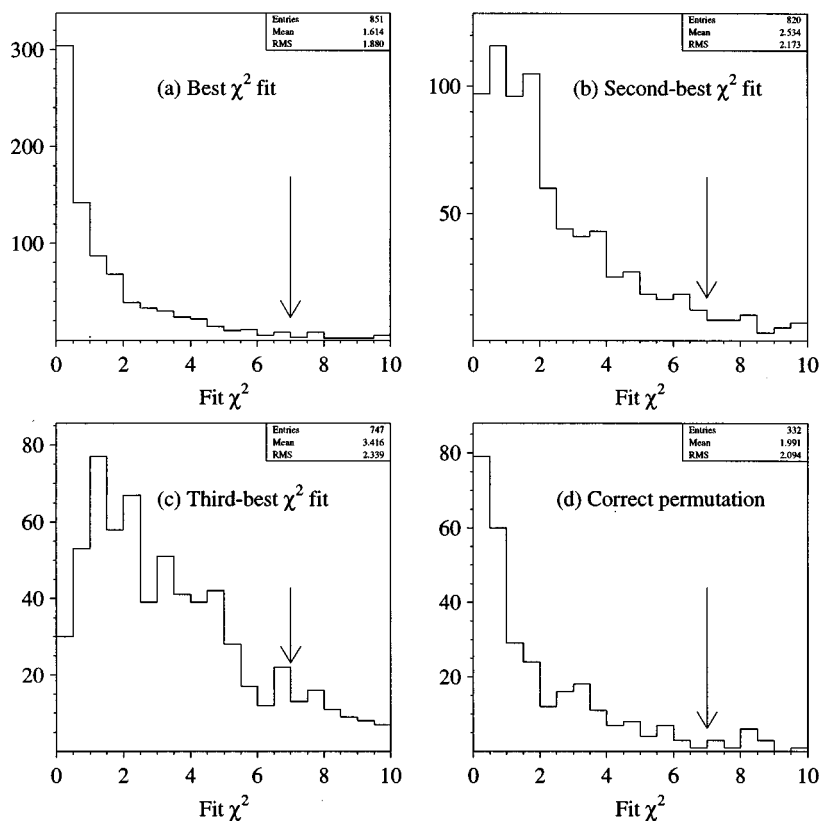 Entries 851
Mean 1.614
RMS 1.880
300
200
100
(a) Best χ² fit
0 2 4 6 8 10
Fit χ²
Entries 820
Mean 2.534
RMS 2.173
100
50
(b) Second-best χ² fit
0 2 4 6 8 10
Fit χ²
Entries 747
Mean 3.416
RMS 2.339
80
60
40
20
(c) Third-best χ² fit
0 2 4 6 8 10
Fit χ²
Entries 332
Mean 1.991
RMS 2.094
80
60
40
20
(d) Correct permutation
0 2 4 6 8 10
Fit χ²